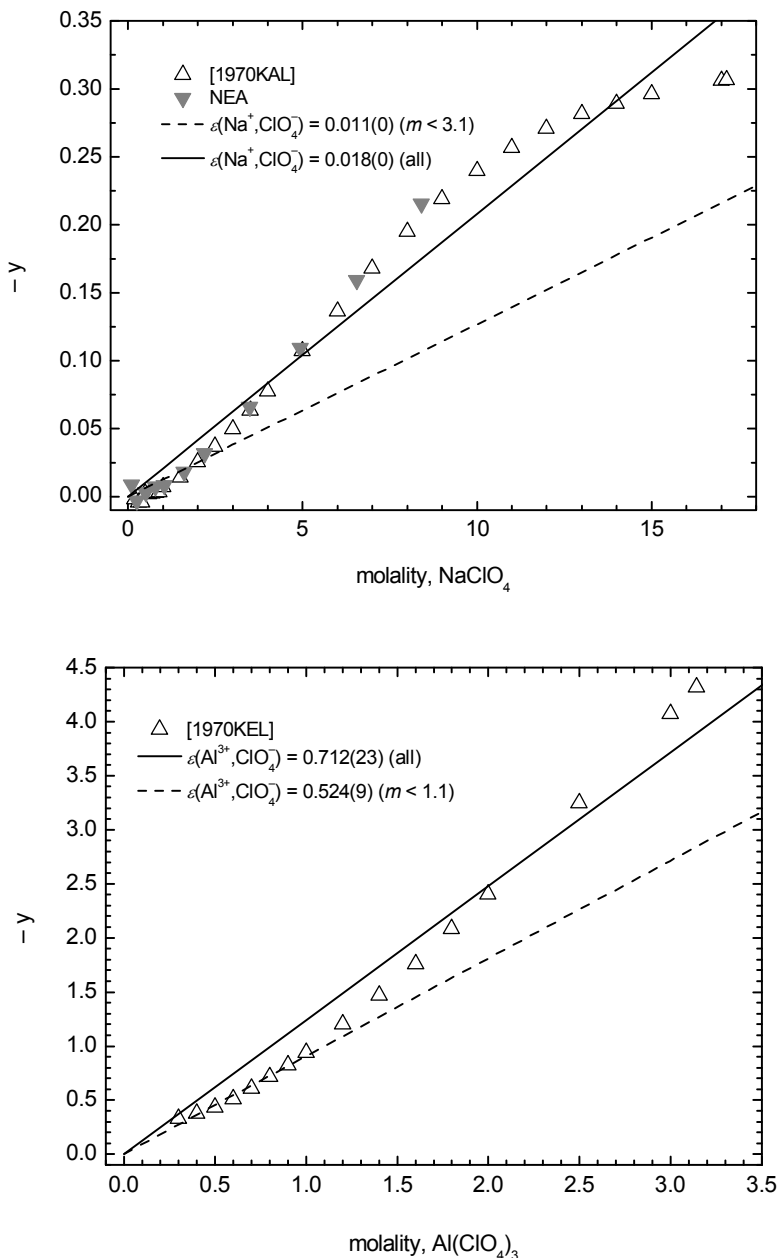 0.35
0.30
0.25
0.20
0.15
0.10
0.05
0.00
– y
[1970KAL]
NEA
ε(Na⁺,ClO₄⁻) = 0.011(0) (m < 3.1)
ε(Na⁺,ClO₄⁻) = 0.018(0) (all)
0 5 10 15
molality, NaClO₄
4.5
4.0
3.5
3.0
2.5
2.0
1.5
1.0
0.5
0.0
– y
[1970KEL]
ε(Al³⁺,ClO₄⁻) = 0.712(23) (all)
ε(Al³⁺,ClO₄⁻) = 0.524(9) (m < 1.1)
0.0 0.5 1.0 1.5 2.0 2.5 3.0 3.5
molality, Al(ClO₄)₃